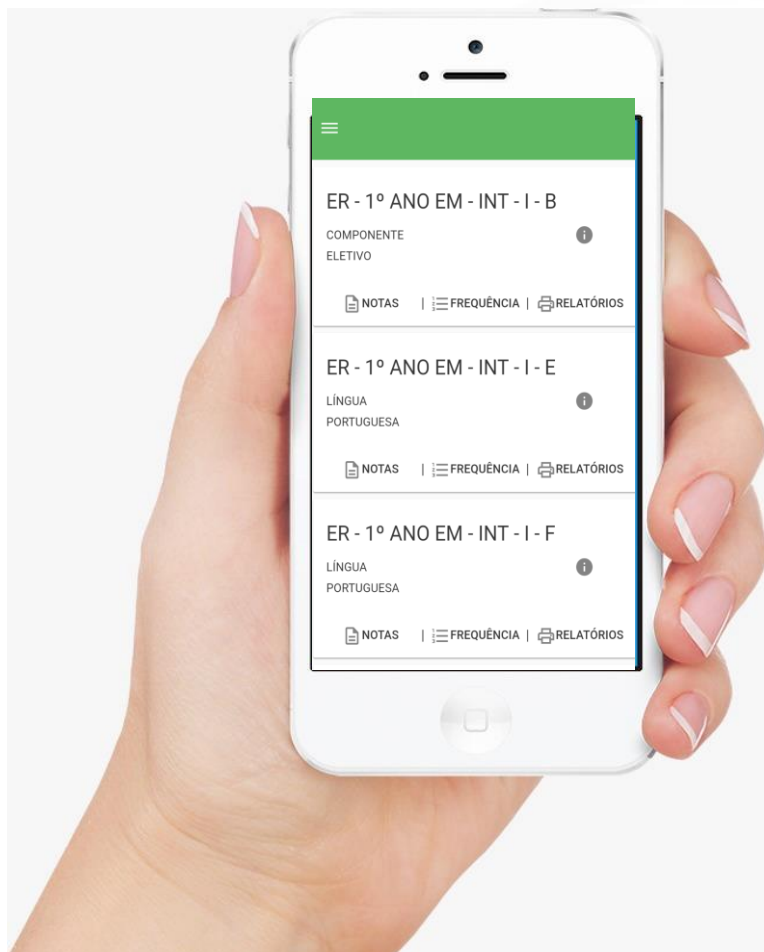 ER - 1º ANO EM - INT - I - B
COMPONENTE
ELETIVO
NOTAS | FREQUÊNCIA | RELATÓRIOS
ER - 1º ANO EM - INT - I - E
LÍNGUA
PORTUGUESA
NOTAS | FREQUÊNCIA | RELATÓRIOS
ER - 1º ANO EM - INT - I - F
LÍNGUA
PORTUGUESA
NOTAS | FREQUÊNCIA | RELATÓRIOS